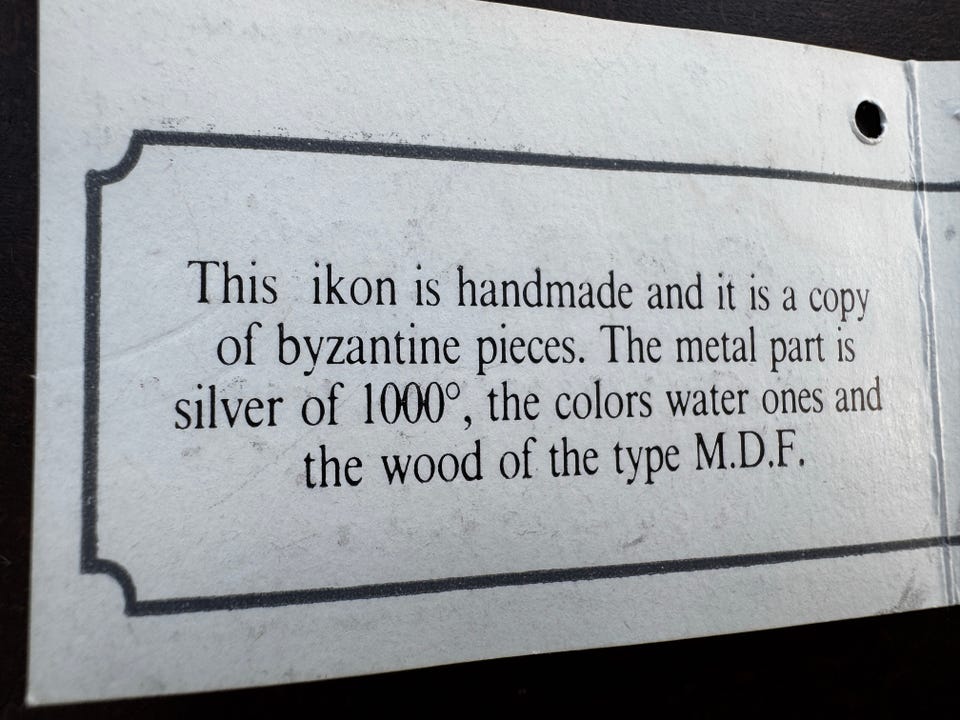 This ikon is handmade and it is a copy
of byzantine pieces. The metal part is
silver of 1000°, the colors water ones and
the wood of the type M.D.F.